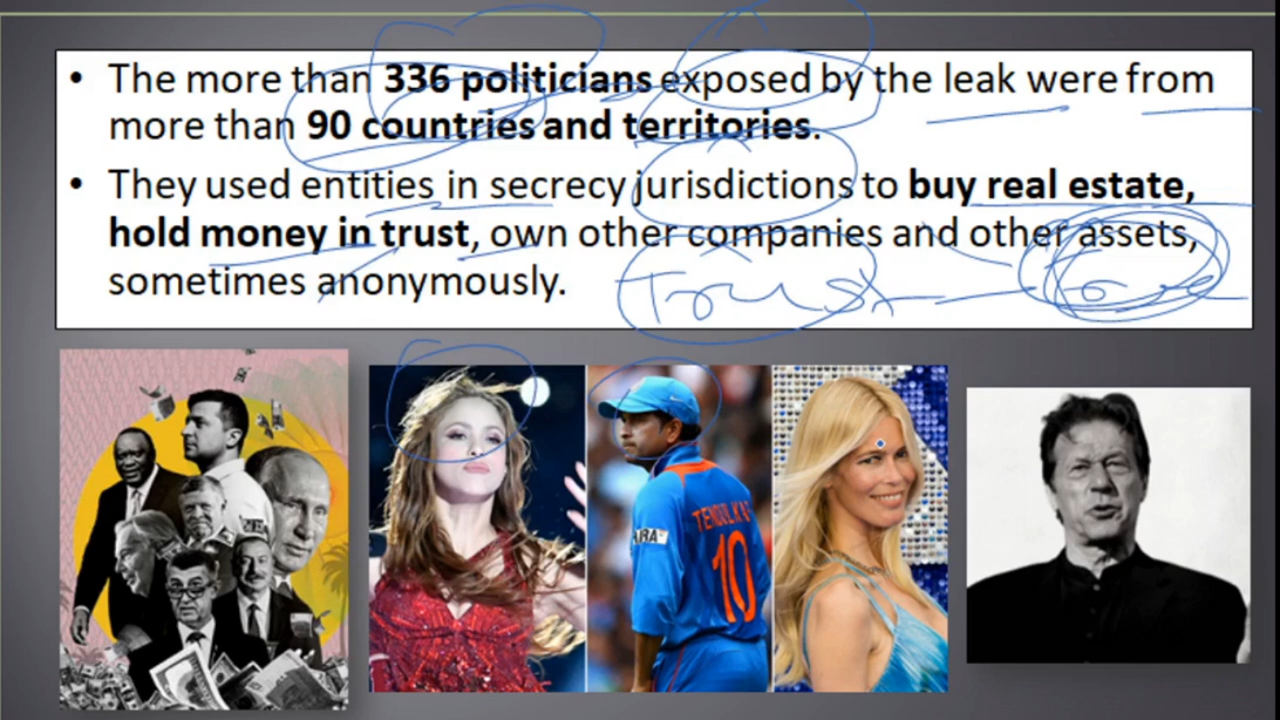 • The more than 336 politicians exposed by the leak were from
more than 90 countries and territories.
• They used entities in secrecy jurisdictions to buy real estate,
hold money in trust, own other companies and other assets,
sometimes anonymously.
Trust
10